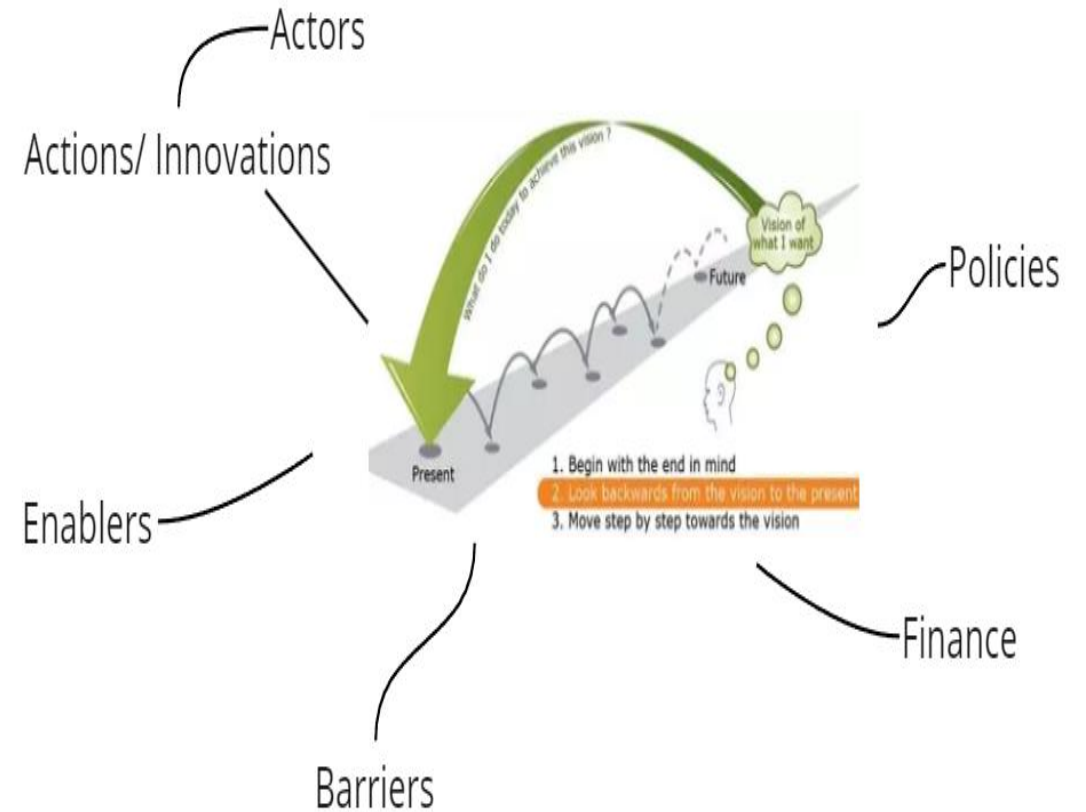 Actors
Actions/ Innovations
What do I do today to achieve this vision ?
Vision of
what I want
Policies
Future
Present
1. Begin with the end in mind
2. Look backwards from the vision to the present
3. Move step by step towards the vision
Enablers
Finance
Barriers